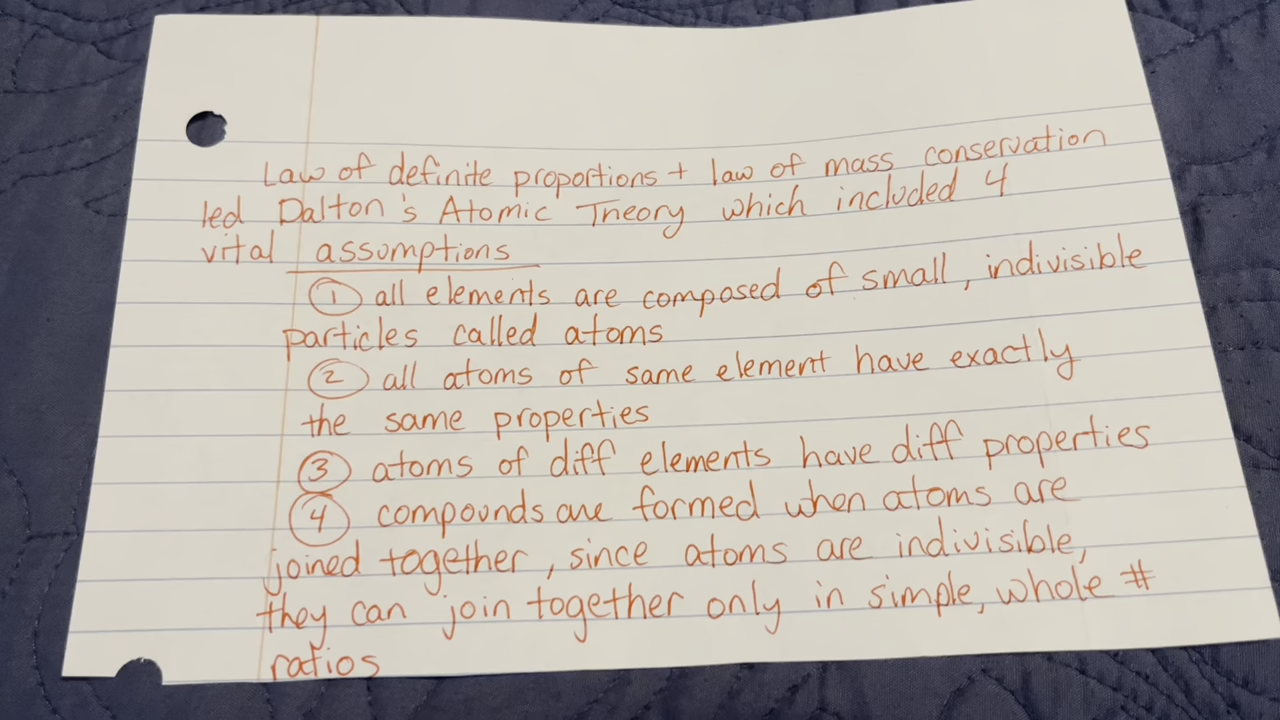 Law of definite proportions + law of mass conservation
led Dalton's Atomic Theory which included 4
vital assumptions
① all elements are composed of small, indivisible
particles called atoms
② all atoms of same element have exactly
the same properties
③ atoms of diff elements have diff properties
④ compounds are formed when atoms are
joined together, since atoms are indivisible,
they can join together only in simple, whole #
ratios